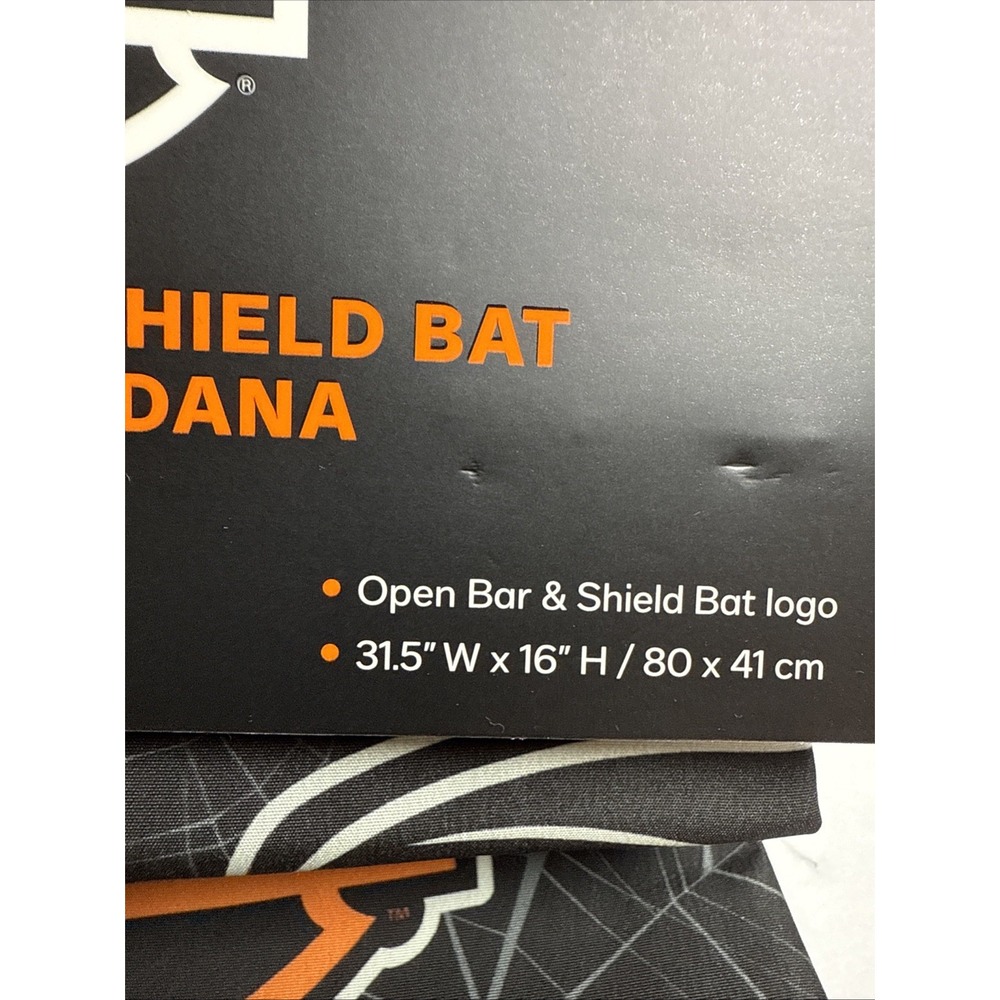 ®
HIELD BAT
DANA
• Open Bar & Shield Bat logo
• 31.5" W x 16" H / 80 x 41 cm
TM